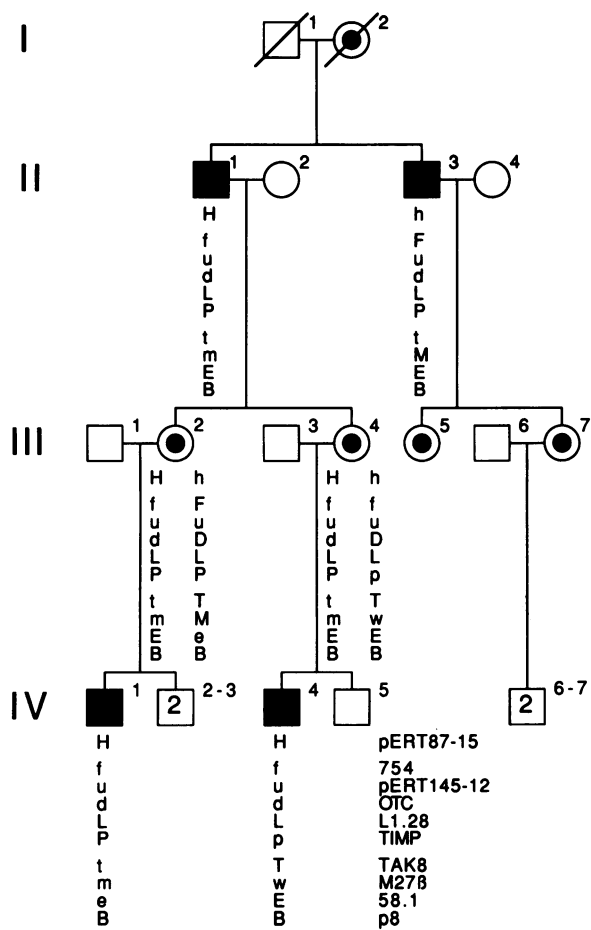 I 1 2
II 1 2 3 4
H h
f F
u u
d d
L L
P P
t t
m M
E E
B B
III 1 2 3 4 5 6 7
H h H h
f F f f
u u u u
d D d D
L L L L
P P P p
t T t T
m M m w
E e E E
B B B B
IV 1 2 2-3 4 5 2 6-7
H H pERT87-15
f f 754
u u pERT145-12
d d OTC
L L L1.28
P p TIMP
t T TAK8
m w M27ß
e E 58.1
B B p8